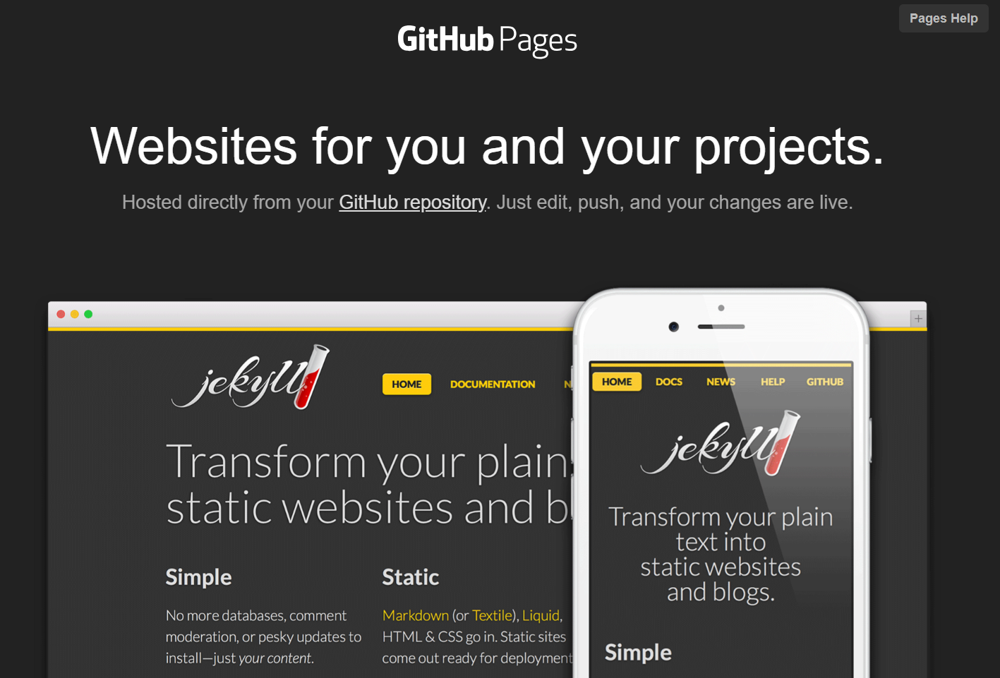 Pages Help
GitHub Pages
Websites for you and your projects.
Hosted directly from your GitHub repository. Just edit, push, and your changes are live.
jekyll
HOME DOCUMENTATION
Transform your plain
static websites and b
Simple
No more databases, comment
moderation, or pesky updates to
install—just your content.
Static
Markdown (or Textile), Liquid,
HTML & CSS go in. Static sites
come out ready for deployment
HOME DOCS NEWS HELP GITHUB
jekyll
Transform your plain
text into
static websites
and blogs.
Simple